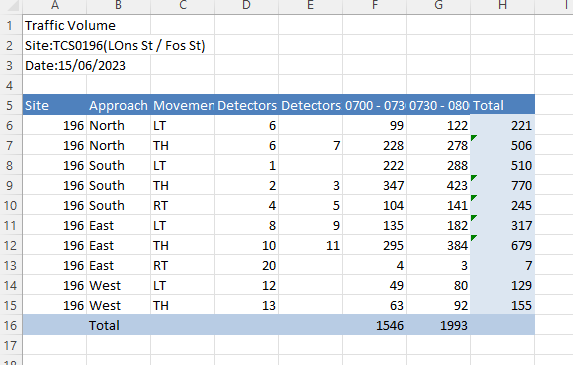 A B C D E F G H I
1 Traffic Volume
2 Site:TCS0196(LOns St / Fos St)
3 Date:15/06/2023
4
5 Site Approach Movemen Detectors Detectors 0700 - 073 0730 - 080 Total
6 196 North LT 6 99 122 221
7 196 North TH 6 7 228 278 506
8 196 South LT 1 222 288 510
9 196 South TH 2 3 347 423 770
10 196 South RT 4 5 104 141 245
11 196 East LT 8 9 135 182 317
12 196 East TH 10 11 295 384 679
13 196 East RT 20 4 3 7
14 196 West LT 12 49 80 129
15 196 West TH 13 63 92 155
16 Total 1546 1993
17